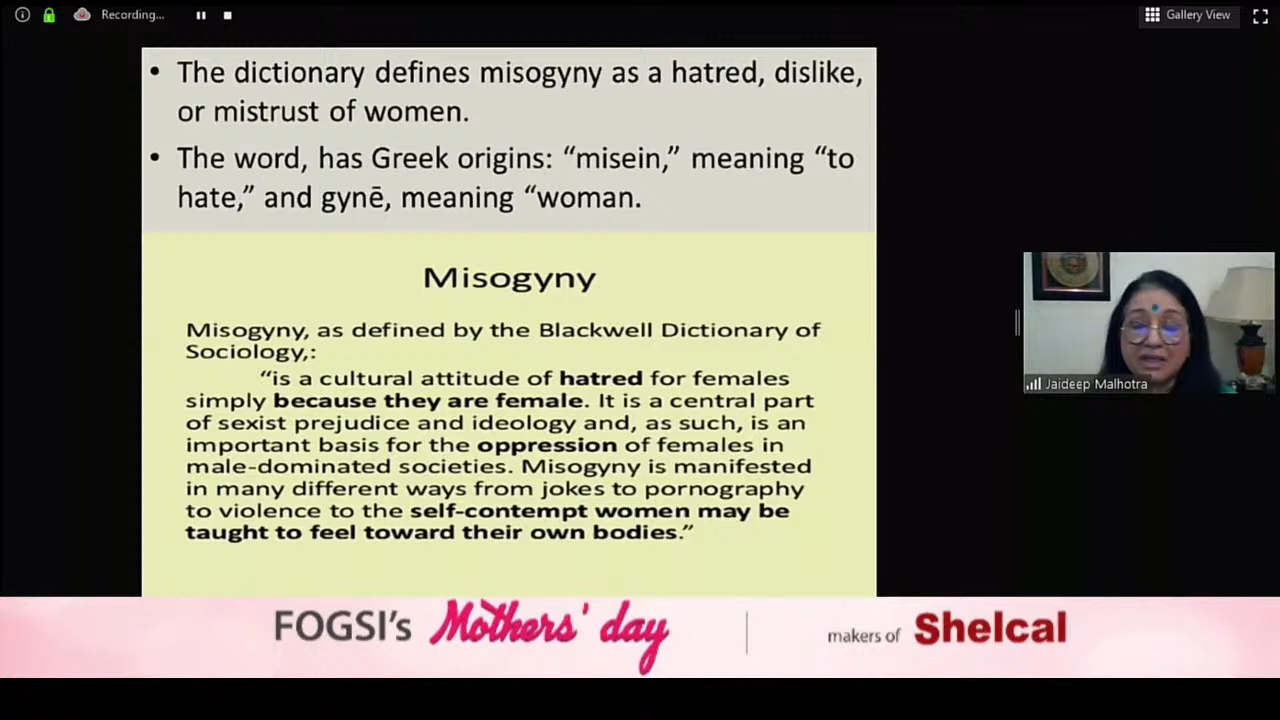 Recording...
Gallery View
• The dictionary defines misogyny as a hatred, dislike,
or mistrust of women.
• The word, has Greek origins: “misein,” meaning “to
hate,” and gynē, meaning “woman.
Misogyny
Misogyny, as defined by the Blackwell Dictionary of
Sociology,:
“is a cultural attitude of hatred for females
simply because they are female. It is a central part
of sexist prejudice and ideology and, as such, is an
important basis for the oppression of females in
male-dominated societies. Misogyny is manifested
in many different ways from jokes to pornography
to violence to the self-contempt women may be
taught to feel toward their own bodies.”
Jaideep Malhotra
FOGSI's Mothers' day
makers of Shelcal